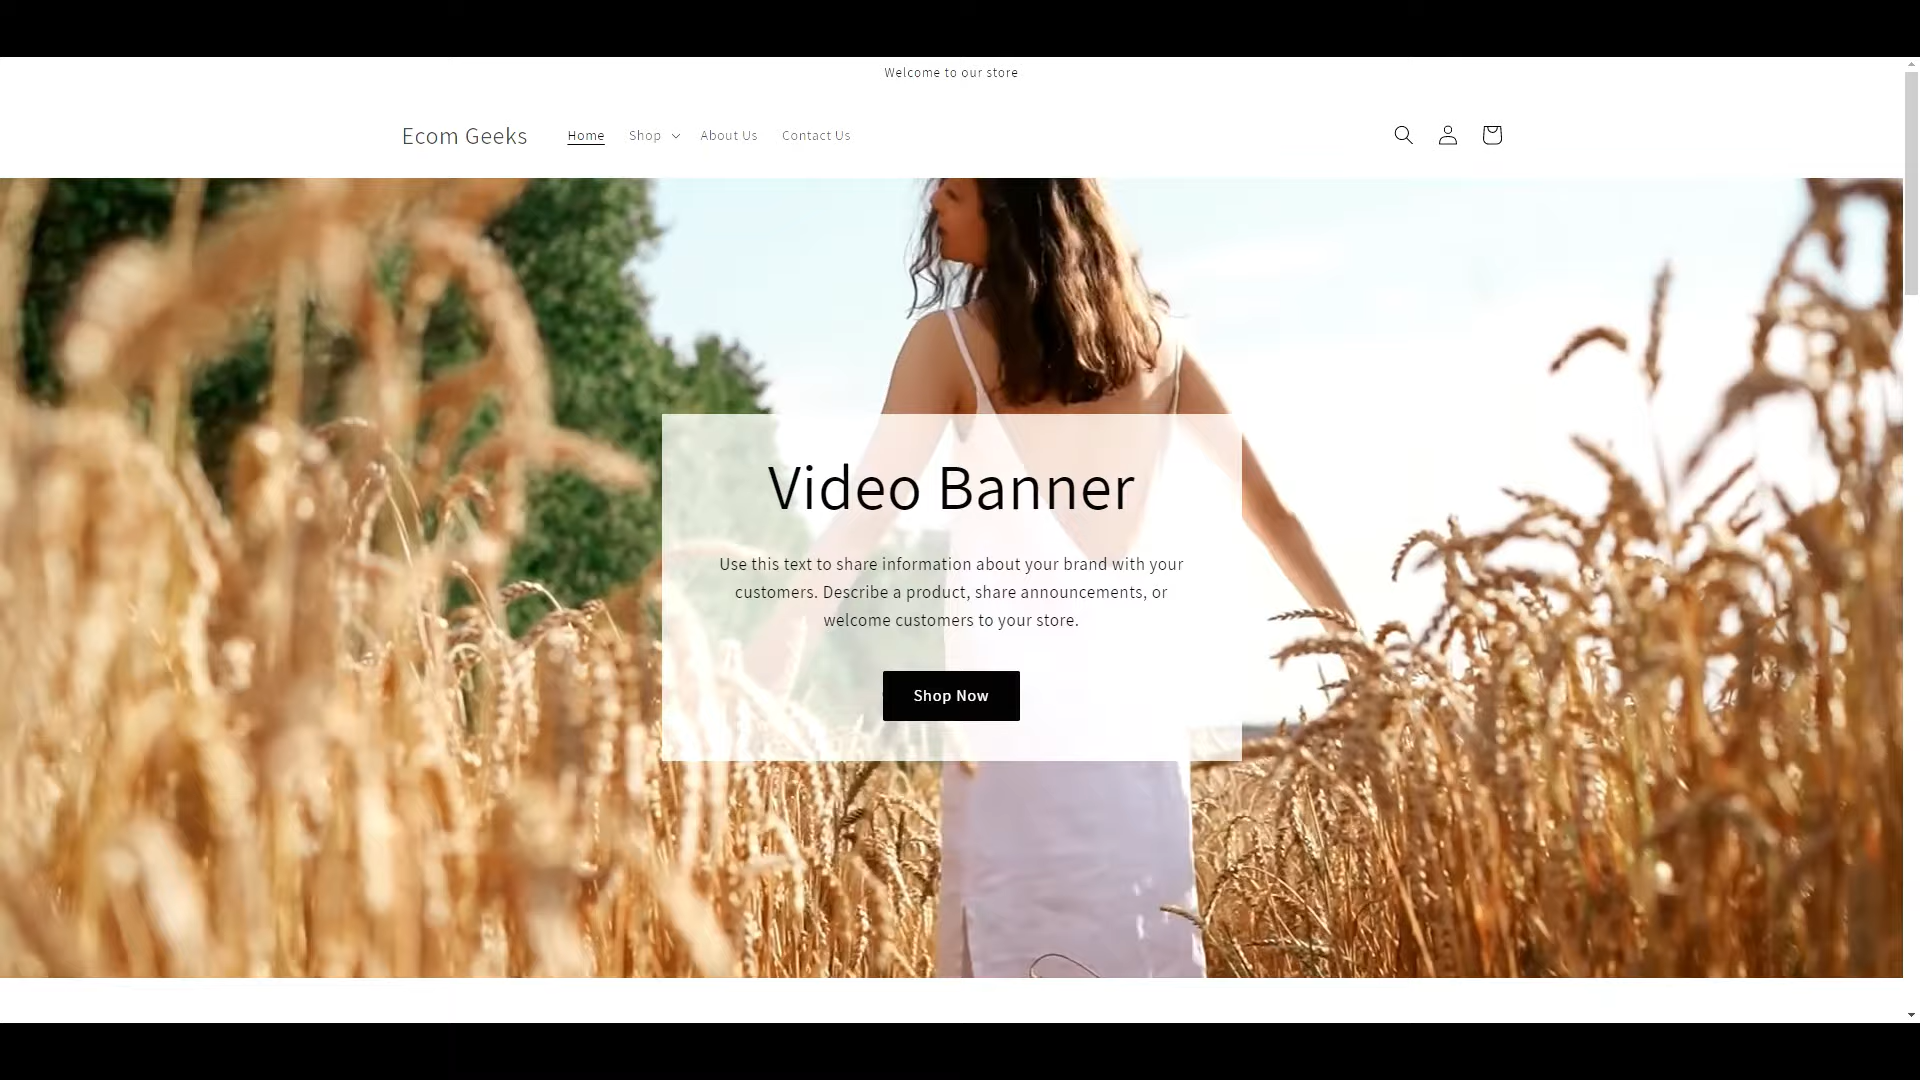 Welcome to our store
Ecom Geeks
Home
Shop
About Us
Contact Us
Video Banner
Use this text to share information about your brand with your
customers. Describe a product, share announcements, or
welcome customers to your store.
Shop Now